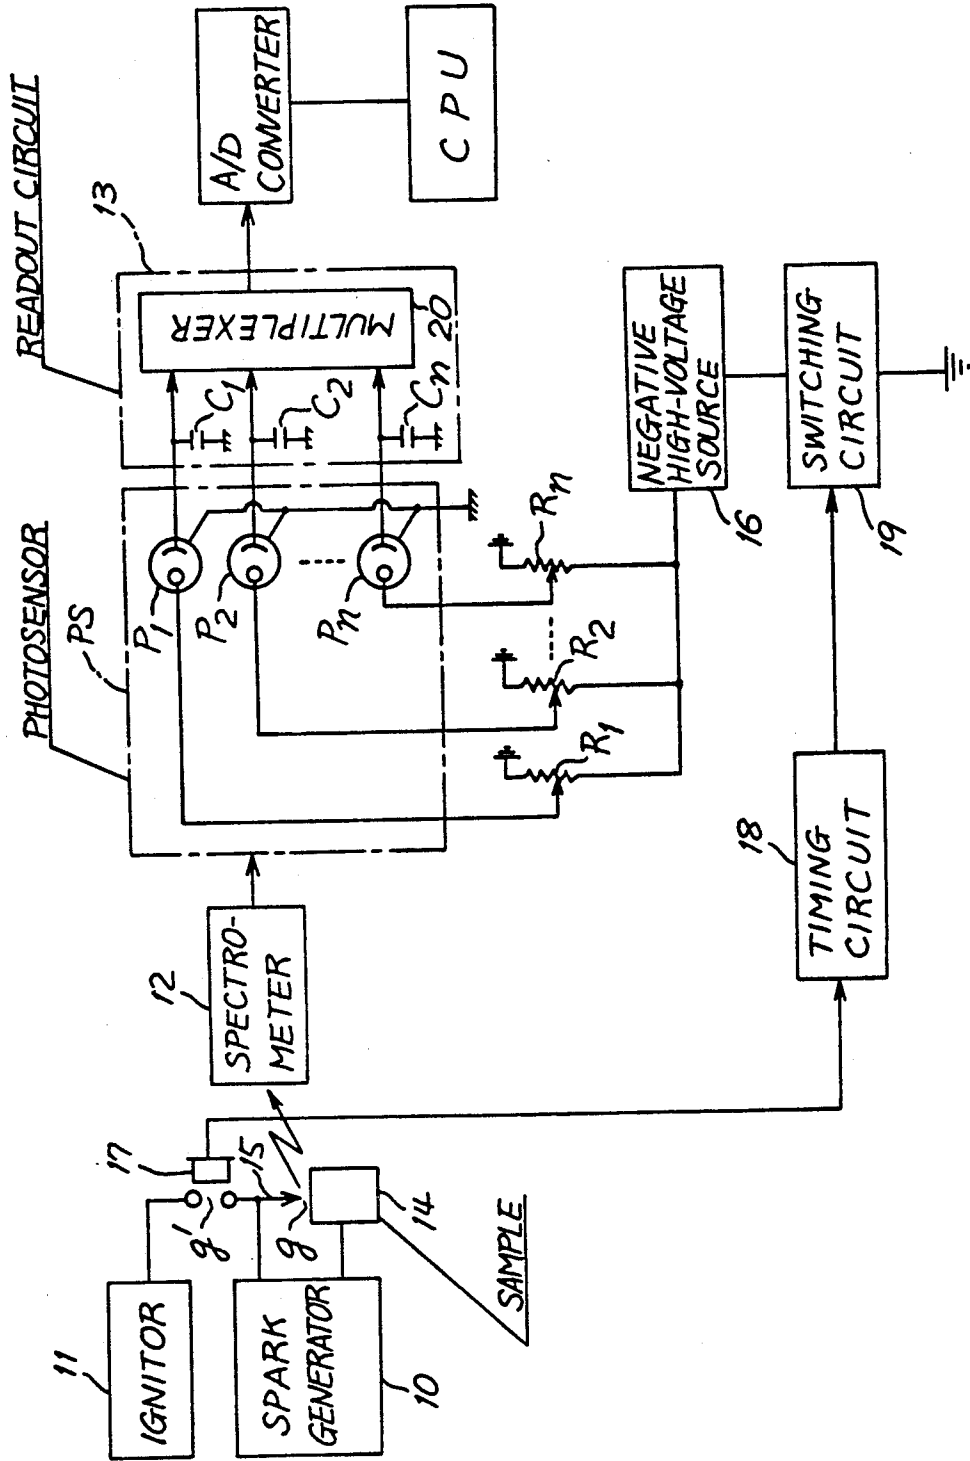 READOUT CIRCUIT
13
PHOTOSENSOR
PS
A/D
CONVERTER
CPU
MULTIPLEXER
20
C1
C2
Cn
P1
P2
Pn
R1
R2
Rn
NEGATIVE
HIGH-VOLTAGE
SOURCE
16
SWITCHING
CIRCUIT
19
TIMING
CIRCUIT
18
12
SPECTRO-
METER
17
g'
15
g
14
SAMPLE
11
IGNITOR
SPARK
GENERATOR
10